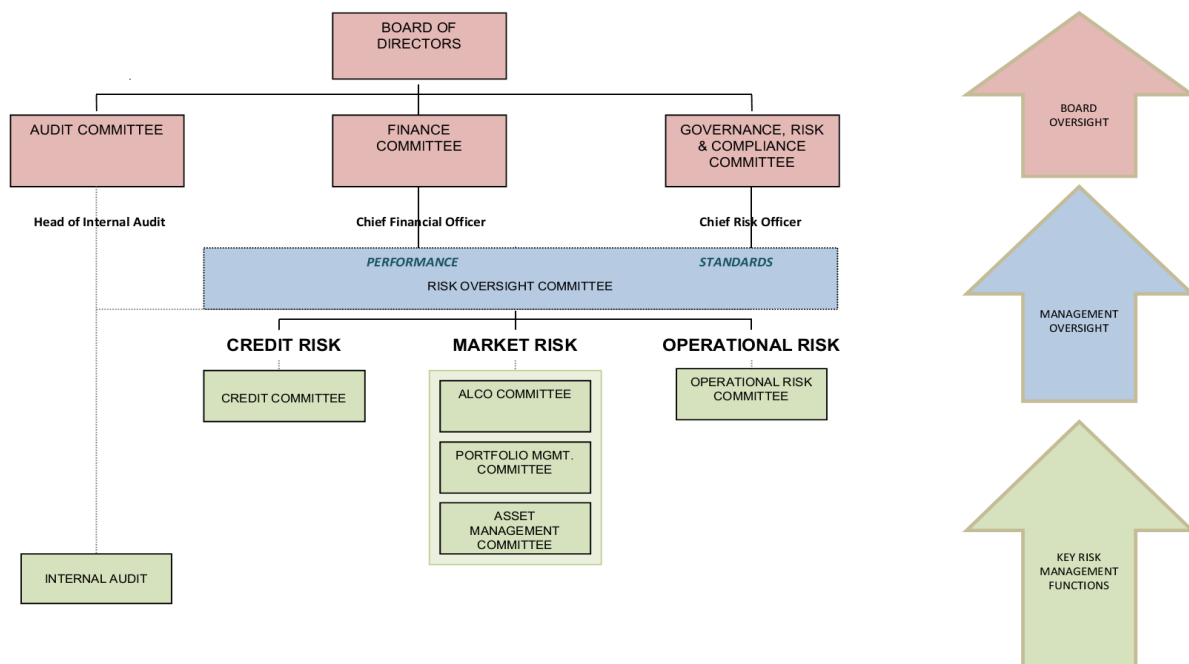 BOARD OF
DIRECTORS
AUDIT COMMITTEE
FINANCE
COMMITTEE
GOVERNANCE, RISK
& COMPLIANCE
COMMITTEE
BOARD
OVERSIGHT
Head of Internal Audit
Chief Financial Officer
Chief Risk Officer
PERFORMANCE
STANDARDS
RISK OVERSIGHT COMMITTEE
MANAGEMENT
OVERSIGHT
CREDIT RISK
MARKET RISK
OPERATIONAL RISK
CREDIT COMMITTEE
ALCO COMMITTEE
PORTFOLIO MGMT.
COMMITTEE
ASSET
MANAGEMENT
COMMITTEE
OPERATIONAL RISK
COMMITTEE
INTERNAL AUDIT
KEY RISK
MANAGEMENT
FUNCTIONS